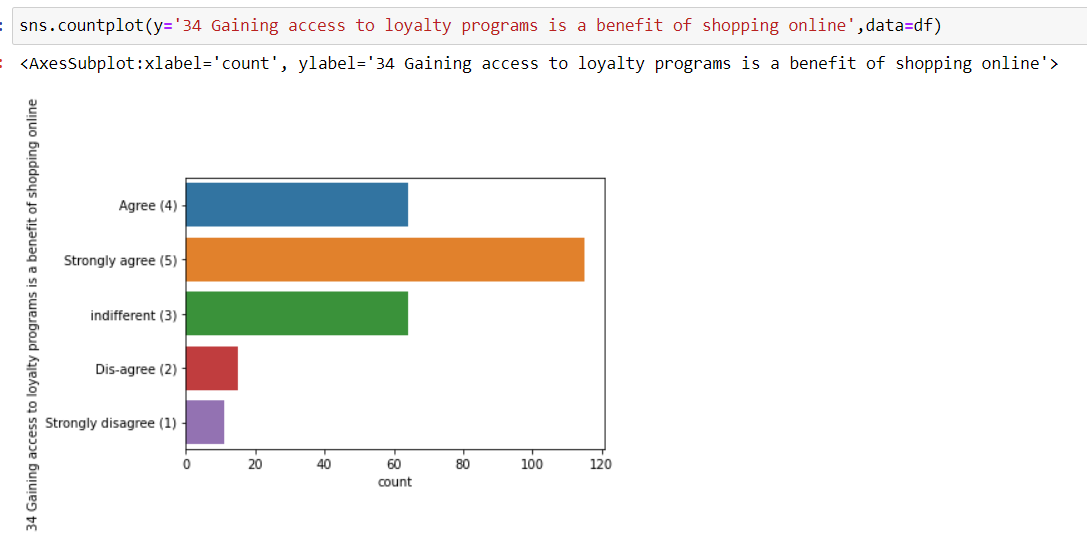 : sns.countplot(y='34 Gaining access to loyalty programs is a benefit of shopping online',data=df)
: <AxesSubplot:xlabel='count', ylabel='34 Gaining access to loyalty programs is a benefit of shopping online'>
34 Gaining access to loyalty programs is a benefit of shopping online
Agree (4)
Strongly agree (5)
indifferent (3)
Dis-agree (2)
Strongly disagree (1)
0 20 40 60 80 100 120
count